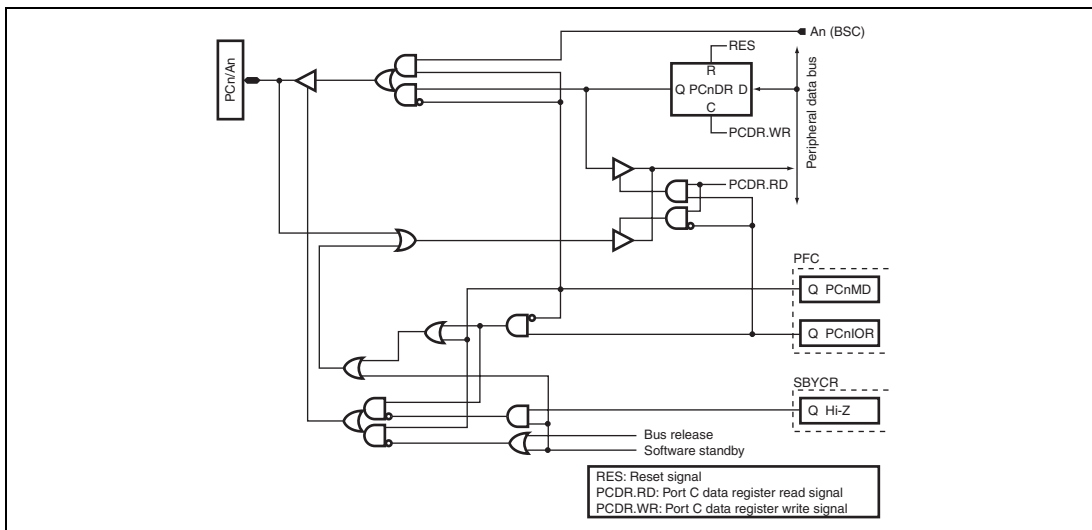 PCn/An
An (BSC)
RES
R
Q PCnDR D
C
PCDR.WR
Peripheral data bus
PCDR.RD
PFC
Q PCnMD
Q PCnIOR
SBYCR
Q Hi-Z
Bus release
Software standby
RES: Reset signal
PCDR.RD: Port C data register read signal
PCDR.WR: Port C data register write signal